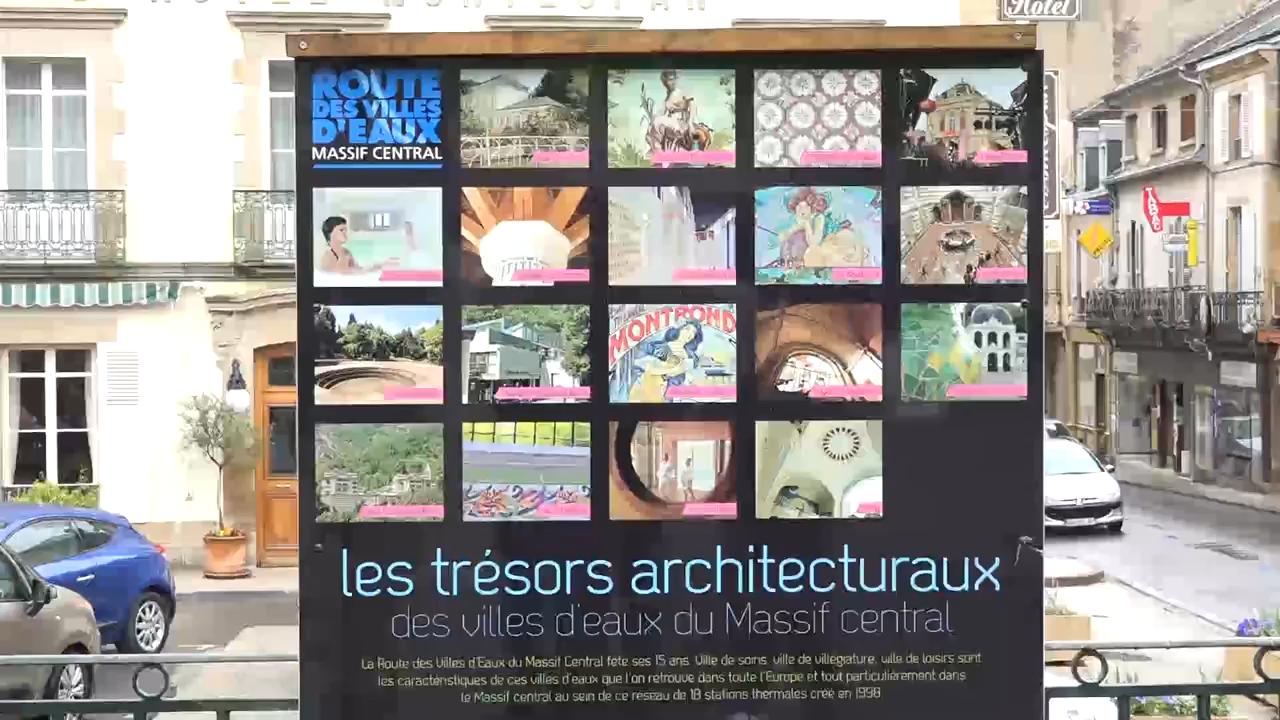 HOTEL MONTESPAN
Hôtel
ROUTE
DES VILLES
D'EAUX
MASSIF CENTRAL
TABAC
MONTROND
les trésors architecturaux
des villes d'eaux du Massif central
La Route des Villes d'Eaux du Massif Central fête ses 15 ans. Ville de soins, ville de villégiature, ville de loisirs sont
les caractéristiques de ces villes d'eaux que l'on retrouve dans toute l'Europe et tout particulièrement dans
le Massif central au sein de ce réseau de 18 stations thermales créé en 1998